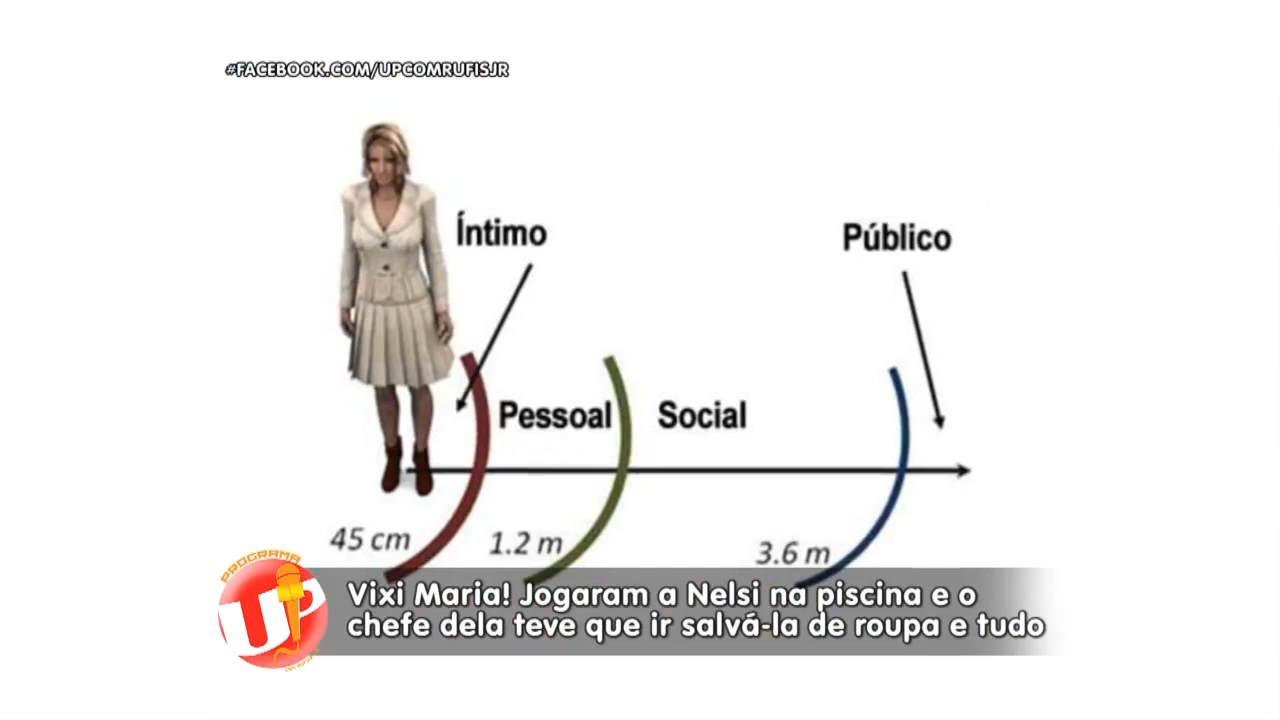 #FACEBOOK.COM/UPCOMRUFISJR
Íntimo
Público
Pessoal
Social
45 cm
1.2 m
3.6 m
PROGRAMA
UP
Vixi Maria! Jogaram a Nelsi na piscina e o
chefe dela teve que ir salvá-la de roupa e tudo